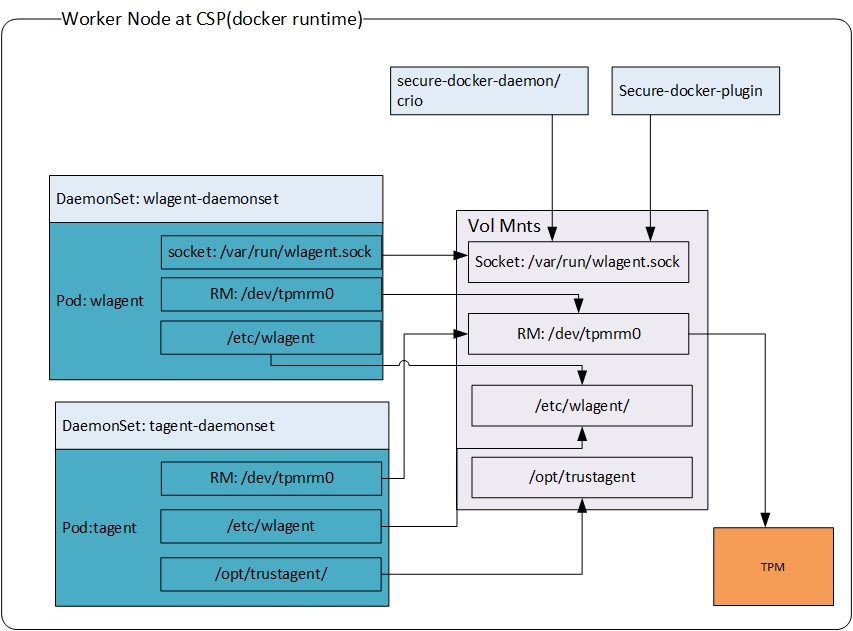 Worker Node at CSP(docker runtime)
secure-docker-daemon/
crio
Secure-docker-plugin
DaemonSet: wlagent-daemonset
Pod: wlagent
socket: /var/run/wlagent.sock
RM: /dev/tpmrm0
/etc/wlagent
Vol Mnts
Socket: /var/run/wlagent.sock
RM: /dev/tpmrm0
/etc/wlagent/
/opt/trustagent
DaemonSet: tagent-daemonset
Pod:tagent
RM: /dev/tpmrm0
/etc/wlagent
/opt/trustagent/
TPM